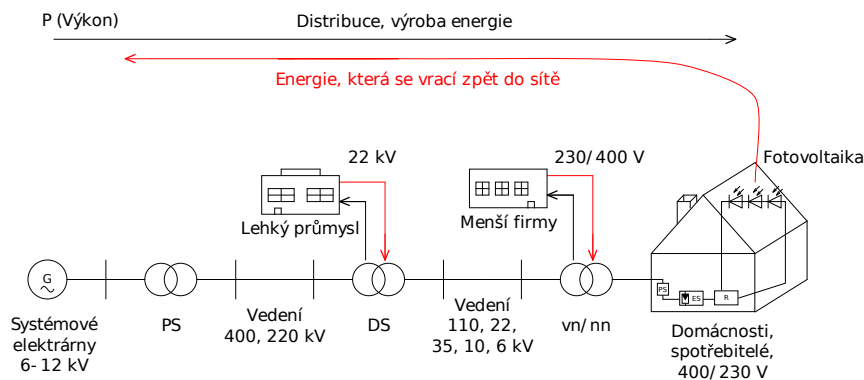 P (Výkon)
Distribuce, výroba energie
Energie, která se vrací zpět do sítě
22 kV
230/400 V
Fotovoltaika
Lehký průmysl
Menší firmy
G
PS
ES
R
Systémové
elektrárny
6-12 kV
PS
Vedení
400, 220 kV
DS
Vedení
110, 22,
35, 10, 6 kV
vn/nn
Domácnosti,
spotřebitelé,
400/230 V